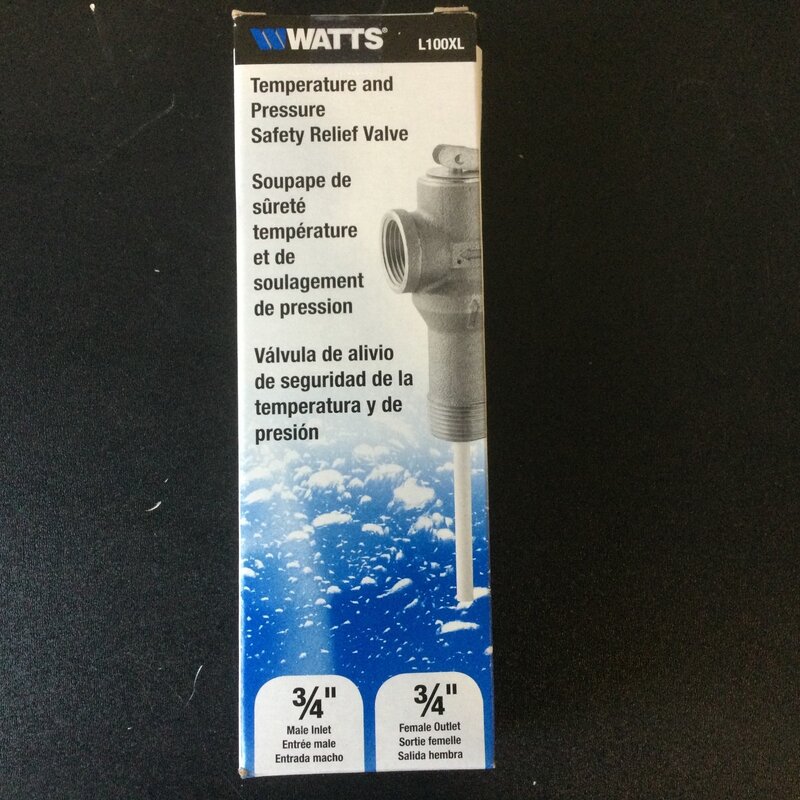 WATTS®
L100XL
Temperature and
Pressure
Safety Relief Valve
Soupape de
sûreté
température
et de
soulagement
de pression
Válvula de alivio
de seguridad de la
temperatura y de
presión
3/4"
Male Inlet
Entrée male
Entrada macho
3/4"
Female Outlet
Sortie femelle
Salida hembra